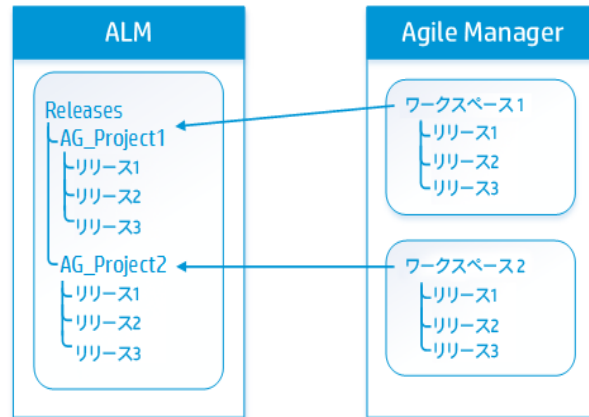 ALM
Releases
AG_Project1
リリース1
リリース2
リリース3
AG_Project2
リリース1
リリース2
リリース3
Agile Manager
ワークスペース1
リリース1
リリース2
リリース3
ワークスペース2
リリース1
リリース2
リリース3